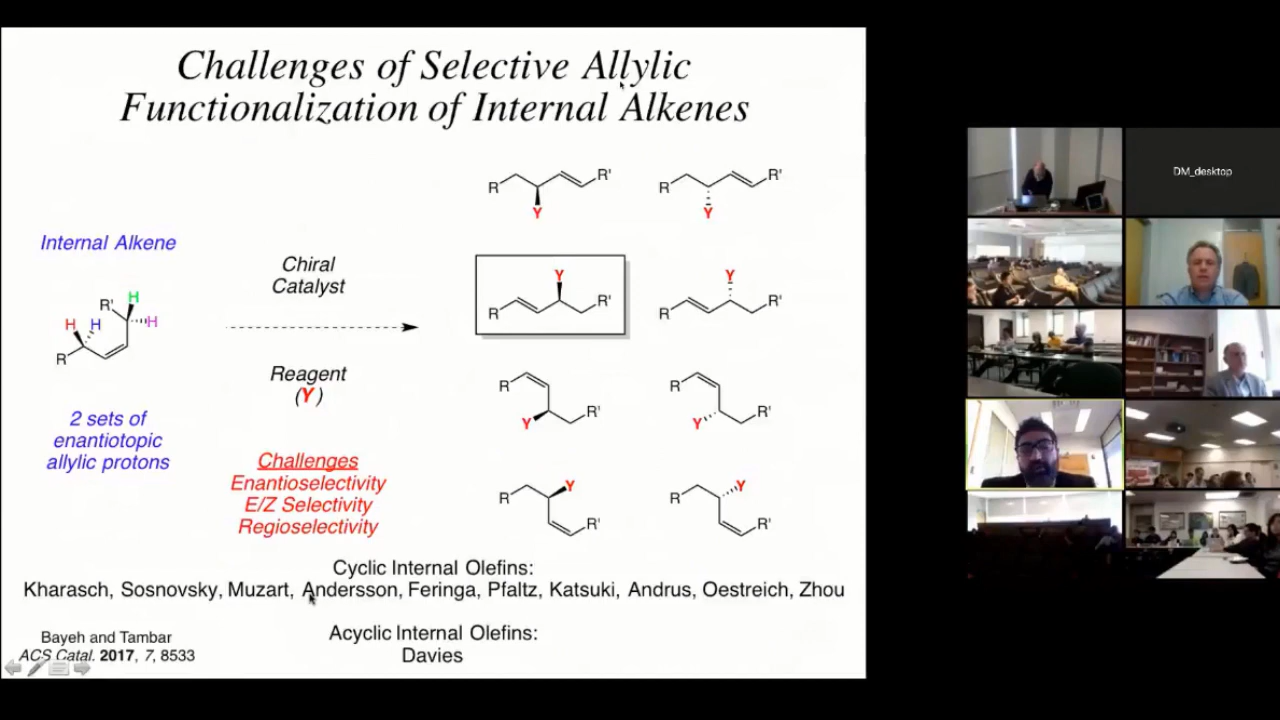 Challenges of Selective Allylic
Functionalization of Internal Alkenes
Internal Alkene
R'
H
H
H
H
R
2 sets of
enantiotopic
allylic protons
Chiral
Catalyst
Reagent
(Y)
Challenges
Enantioselectivity
E/Z Selectivity
Regioselectivity
R
R'
Y
R
R'
Y
Y
R
R'
Y
R
R'
R
Y
R'
R
Y
R'
R
Y
R'
R
Y
R'
Cyclic Internal Olefins:
Kharasch, Sosnovsky, Muzart, Andersson, Feringa, Pfaltz, Katsuki, Andrus, Oestreich, Zhou
Acyclic Internal Olefins:
Davies
Bayeh and Tambar
ACS Catal. 2017, 7, 8533
DM_desktop